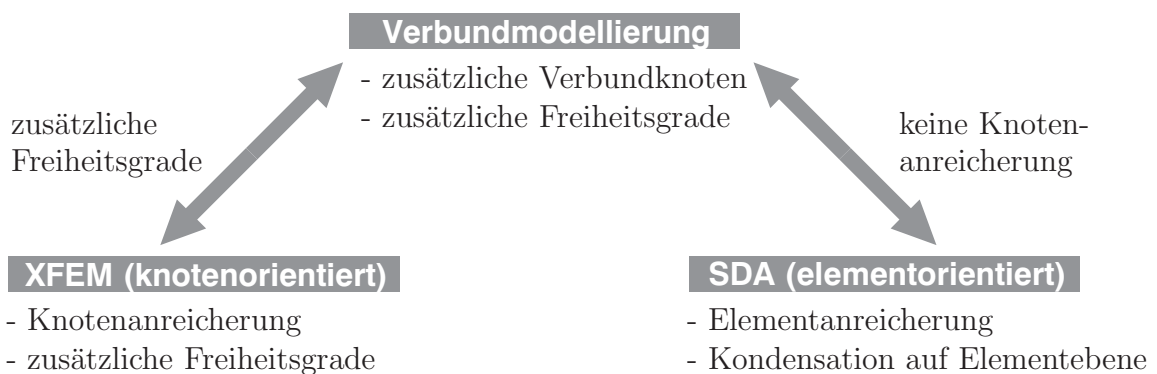 Verbundmodellierung
- zusätzliche Verbundknoten
- zusätzliche Freiheitsgrade
zusätzliche
Freiheitsgrade
keine Knoten-
anreicherung
XFEM (knotenorientiert)
- Knotenanreicherung
- zusätzliche Freiheitsgrade
SDA (elementorientiert)
- Elementanreicherung
- Kondensation auf Elementebene